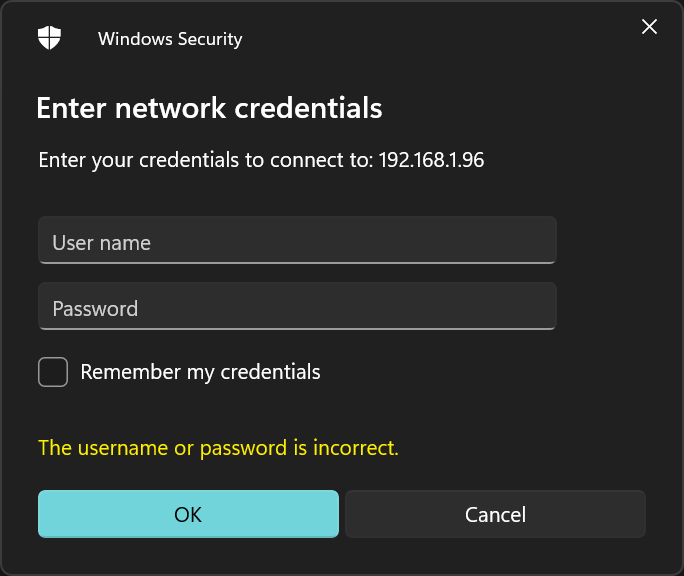 Windows Security
Enter network credentials
Enter your credentials to connect to: 192.168.1.96
User name
Password
Remember my credentials
The username or password is incorrect.
OK
Cancel